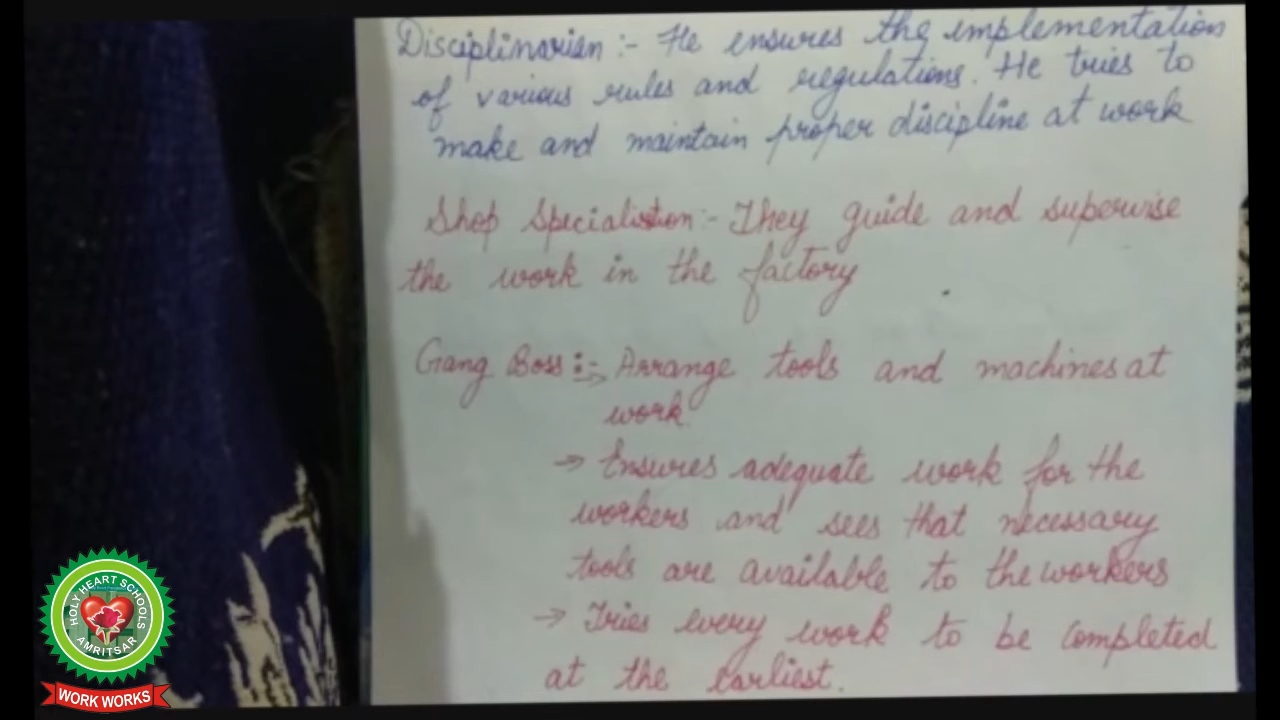 Disciplinarian :- He ensures the implementation
of various rules and regulations. He tries to
make and maintain proper discipline at work
Shop Specialistion :- They guide and supervise
the work in the factory
Gang Boss :- → Arrange tools and machines at
work.
→ Ensures adequate work for the
workers and sees that necessary
tools are available to the workers
→ Tries every work to be completed
at the earliest.
HOLY HEART SCHOOLS
AMRITSAR
WORK WORKS